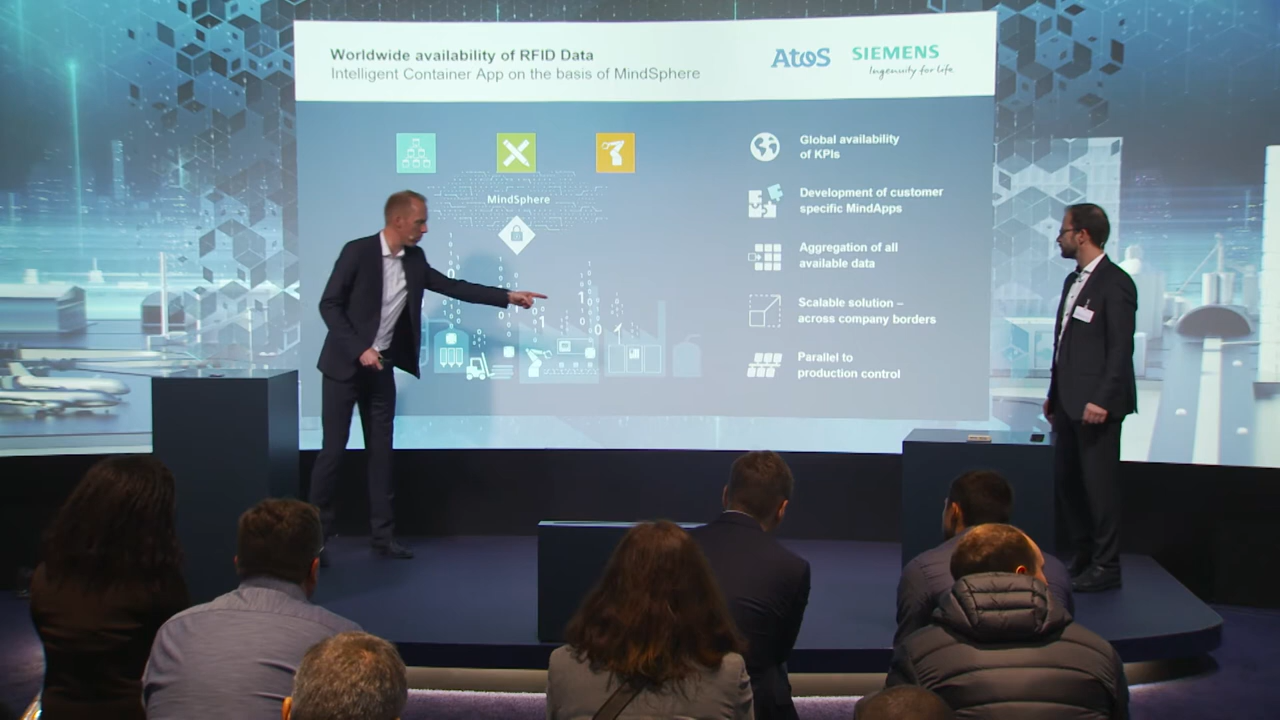 Worldwide availability of RFID Data
Intelligent Container App on the basis of MindSphere
Atos
SIEMENS
Ingenuity for life
MindSphere
Global availability
of KPIs
Development of customer
specific MindApps
Aggregation of all
available data
Scalable solution –
across company borders
Parallel to
production control